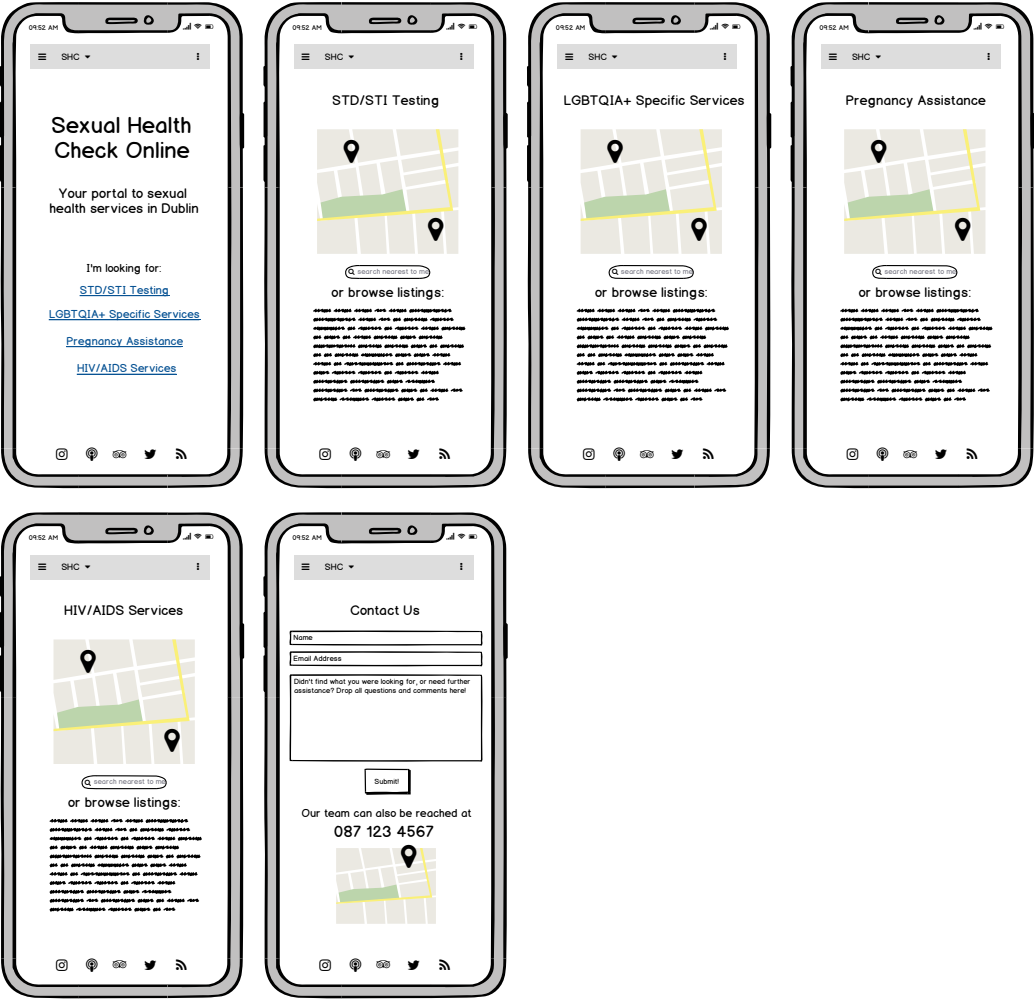 09:52 AM
SHC
Sexual Health
Check Online
Your portal to sexual
health services in Dublin
I'm looking for:
STD/STI Testing
LGBTQIA+ Specific Services
Pregnancy Assistance
HIV/AIDS Services
09:52 AM
SHC
STD/STI Testing
search nearest to me
or browse listings:
09:52 AM
SHC
LGBTQIA+ Specific Services
search nearest to me
or browse listings:
09:52 AM
SHC
Pregnancy Assistance
search nearest to me
or browse listings:
09:52 AM
SHC
HIV/AIDS Services
search nearest to me
or browse listings:
09:52 AM
SHC
Contact Us
Name
Email Address
Didn't find what you were looking for, or need further
assistance? Drop all questions and comments here!
Submit!
Our team can also be reached at
087 123 4567